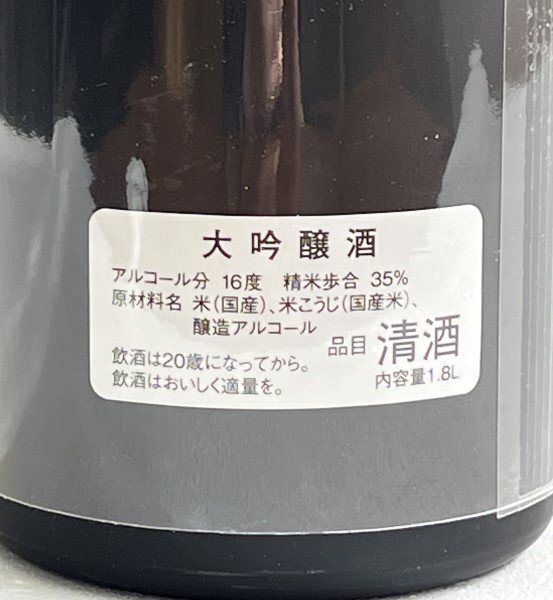 大吟醸酒
アルコール分 16度 精米歩合 35%
原材料名 米(国産)、米こうじ(国産米)、
醸造アルコール
品目 清酒
飲酒は20歳になってから。
飲酒はおいしく適量を。
内容量1.8L